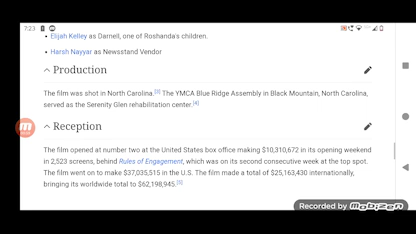 7:23
• Elijah Kelley as Darnell, one of Roshanda's children.
• Harsh Nayyar as Newsstand Vendor
Production
The film was shot in North Carolina.[3] The YMCA Blue Ridge Assembly in Black Mountain, North Carolina,
served as the Serenity Glen rehabilitation center.[4]
Reception
The film opened at number two at the United States box office making $10,310,672 in its opening weekend
in 2,523 screens, behind Rules of Engagement, which was on its second consecutive week at the top spot.
The film went on to make $37,035,515 in the U.S. The film made a total of $25,163,430 internationally,
bringing its worldwide total to $62,198,945.[5]
Recorded by Mobizen